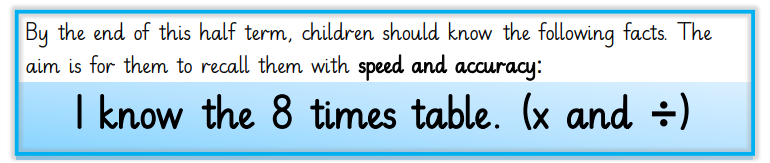 By the end of this half term, children should know the following facts. The
aim is for them to recall them with speed and accuracy:
I know the 8 times table. (x and ÷)